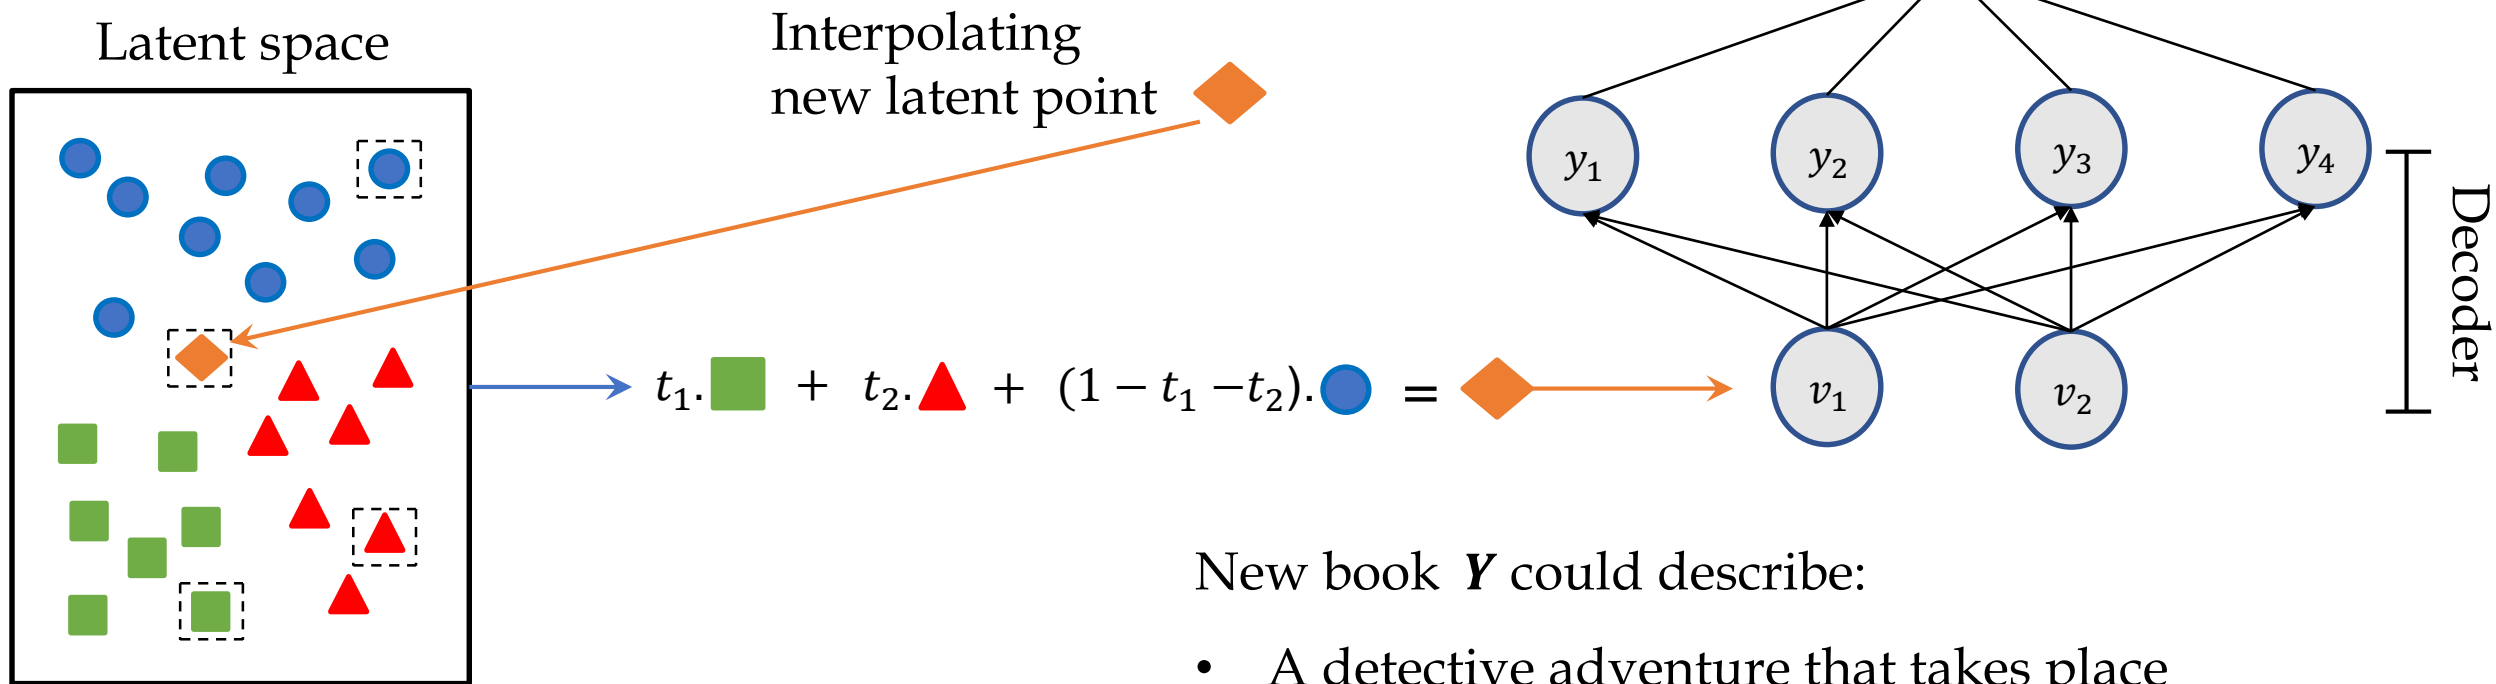 Latent space
Interpolating
new latent point
y₁
y₂
y₃
y₄
Decoder
t₁. + t₂. + (1 − t₁ −t₂). =
v₁
v₂
New book Y could describe:
• A detective adventure that takes place